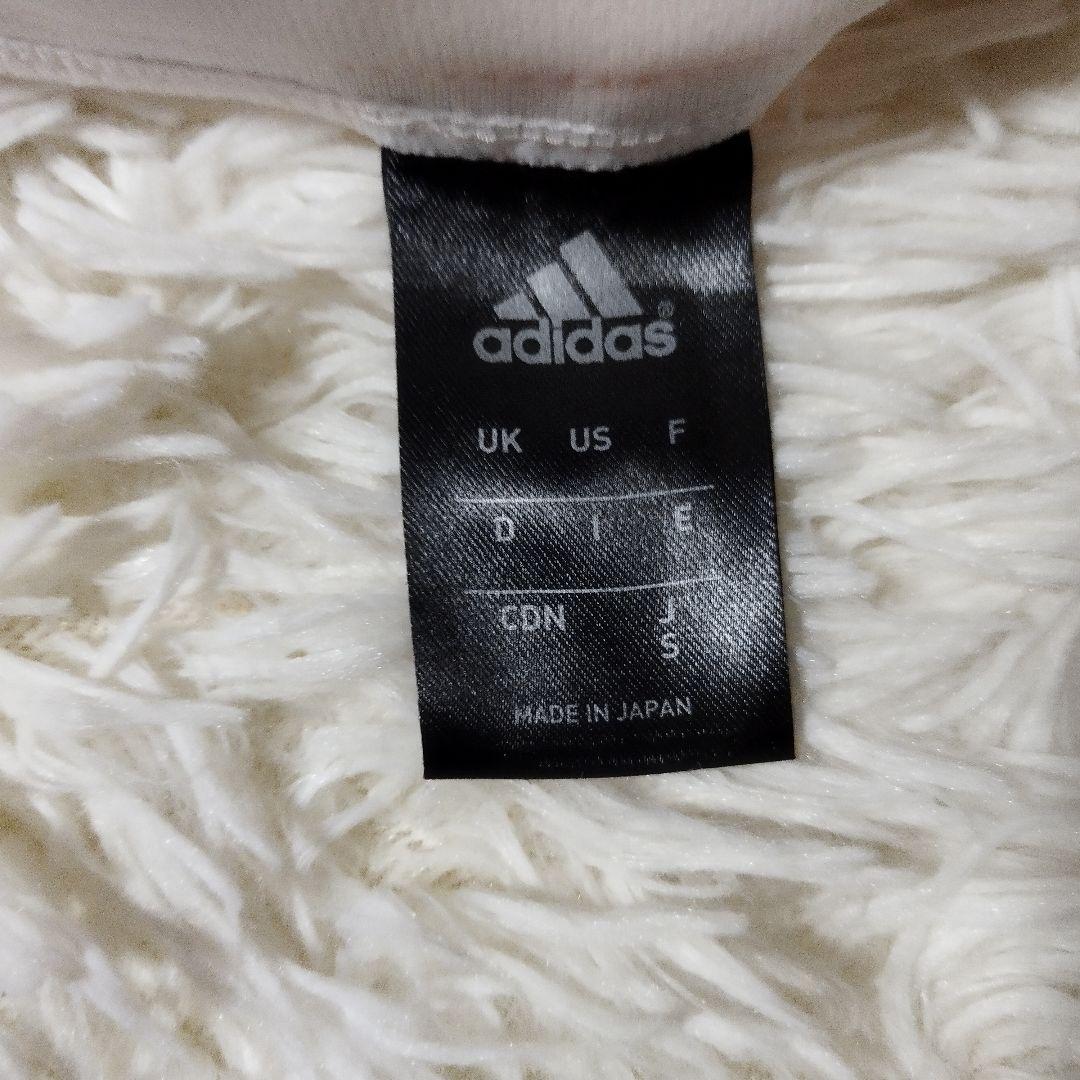 adidas®
UK US F
D I E
CDN J
S
MADE IN JAPAN